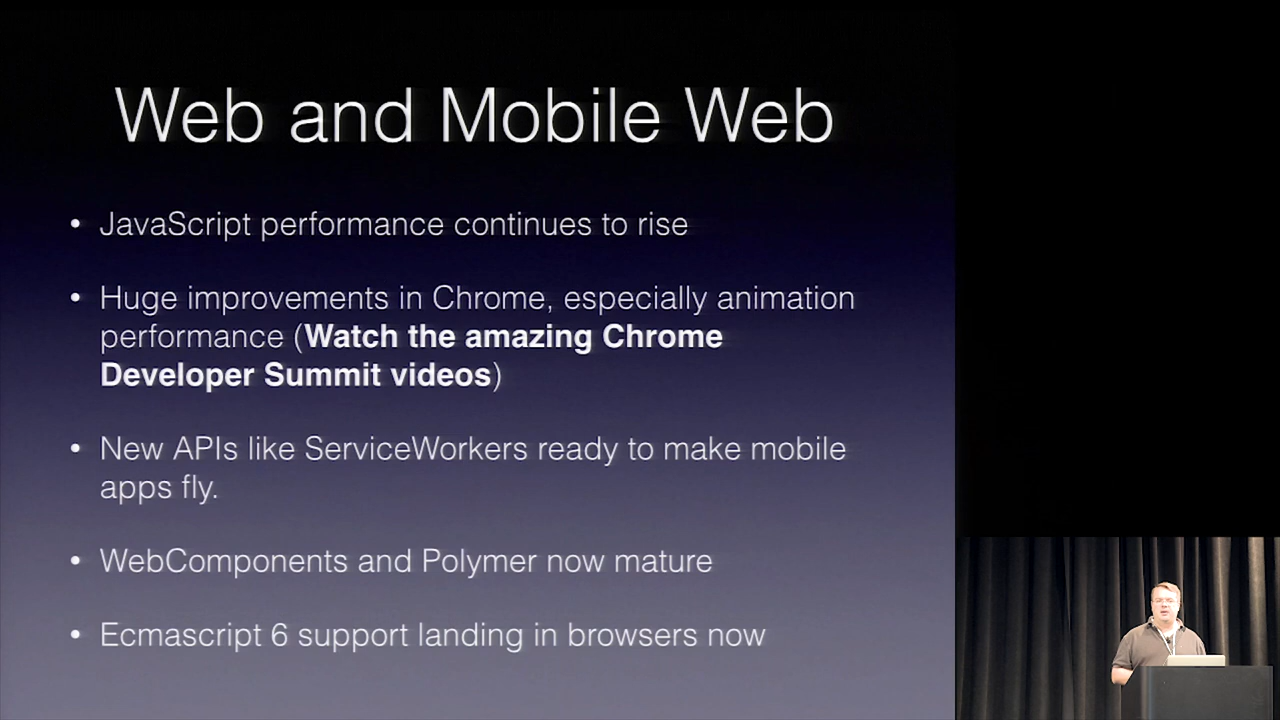 Web and Mobile Web
• JavaScript performance continues to rise
• Huge improvements in Chrome, especially animation
performance (Watch the amazing Chrome
Developer Summit videos)
• New APIs like ServiceWorkers ready to make mobile
apps fly.
• WebComponents and Polymer now mature
• Ecmascript 6 support landing in browsers now